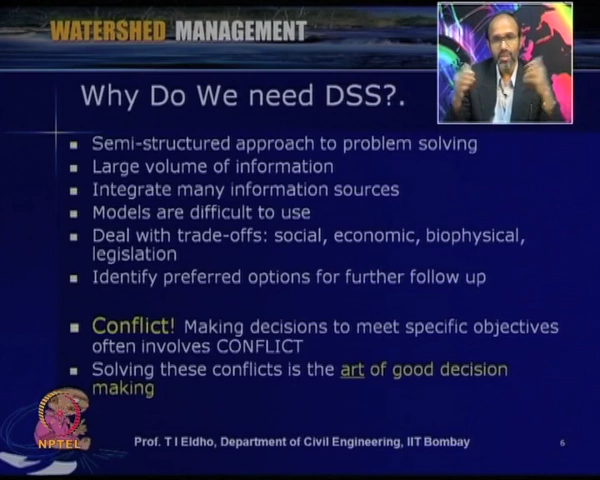 WATERSHED MANAGEMENT
Why Do We need DSS?.
Semi-structured approach to problem solving
Large volume of information
Integrate many information sources
Models are difficult to use
Deal with trade-offs: social, economic, biophysical,
legislation
Identify preferred options for further follow up
Conflict! Making decisions to meet specific objectives
often involves CONFLICT
Solving these conflicts is the art of good decision
making
NPTEL
Prof. T I Eldho, Department of Civil Engineering, IIT Bombay
6